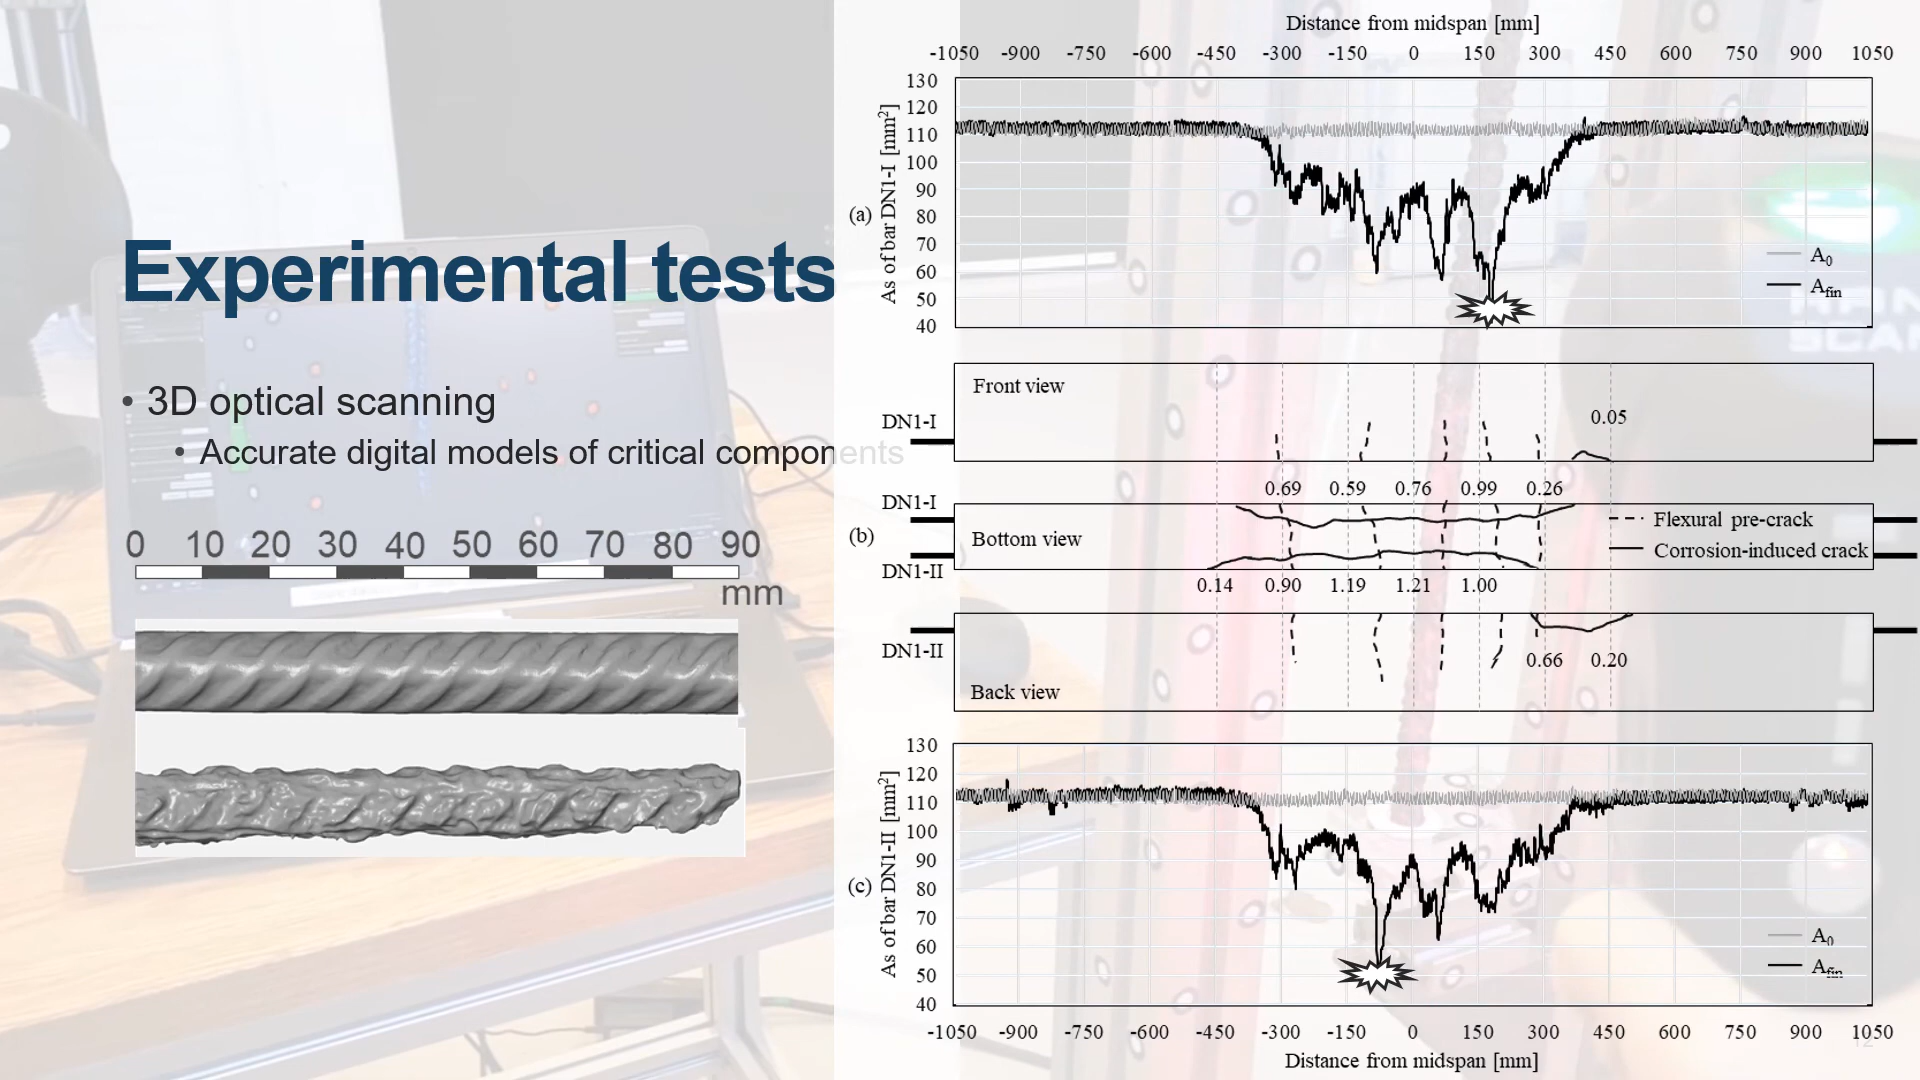 Experimental tests
• 3D optical scanning
• Accurate digital models of critical components
0 10 20 30 40 50 60 70 80 90
mm
Distance from midspan [mm]
-1050 -900 -750 -600 -450 -300 -150 0 150 300 450 600 750 900 1050
(a)
As of bar DN1-I [mm²]
130
120
110
100
90
80
70
60
50
40
A₀
A_fin
(b)
Front view
DN1-I
0.05
0.69 0.59 0.76 0.99 0.26
DN1-I
Bottom view
Flexural pre-crack
Corrosion-induced crack
DN1-II
0.14 0.90 1.19 1.21 1.00
DN1-II
0.66 0.20
Back view
(c)
As of bar DN1-II [mm²]
130
120
110
100
90
80
70
60
50
40
A₀
A_fin
-1050 -900 -750 -600 -450 -300 -150 0 150 300 450 600 750 900 1050
Distance from midspan [mm]
12